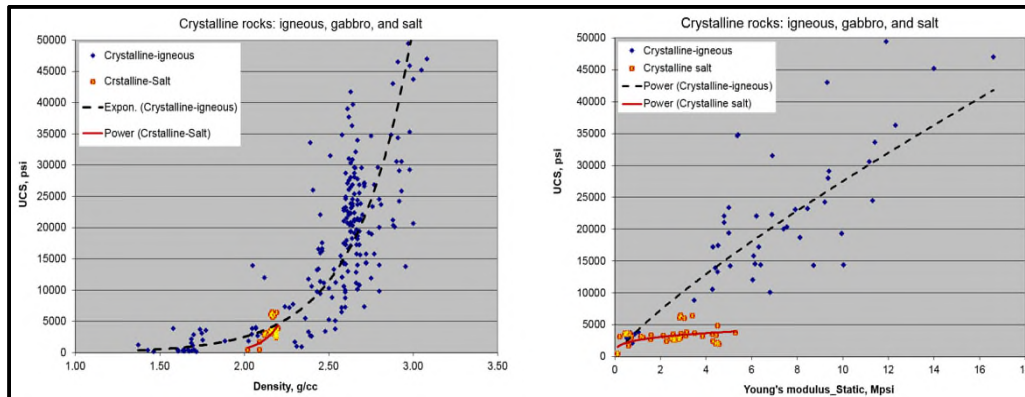 Crystalline rocks: igneous, gabbro, and salt
50000
45000
40000
35000
30000
25000
20000
15000
10000
5000
0
UCS, psi
Crystalline-igneous
Crstalline-Salt
Expon. (Crystalline-igneous)
Power (Crstalline-Salt)
1.00 1.50 2.00 2.50 3.00 3.50
Density, g/cc
Crystalline rocks: igneous, gabbro, and salt
50000
45000
40000
35000
30000
25000
20000
15000
10000
5000
0
UCS, psi
Crystalline-igneous
Crystalline salt
Power (Crystalline-igneous)
Power (Crystalline salt)
0 2 4 6 8 10 12 14 16
Young's modulus_Static, Mpsi